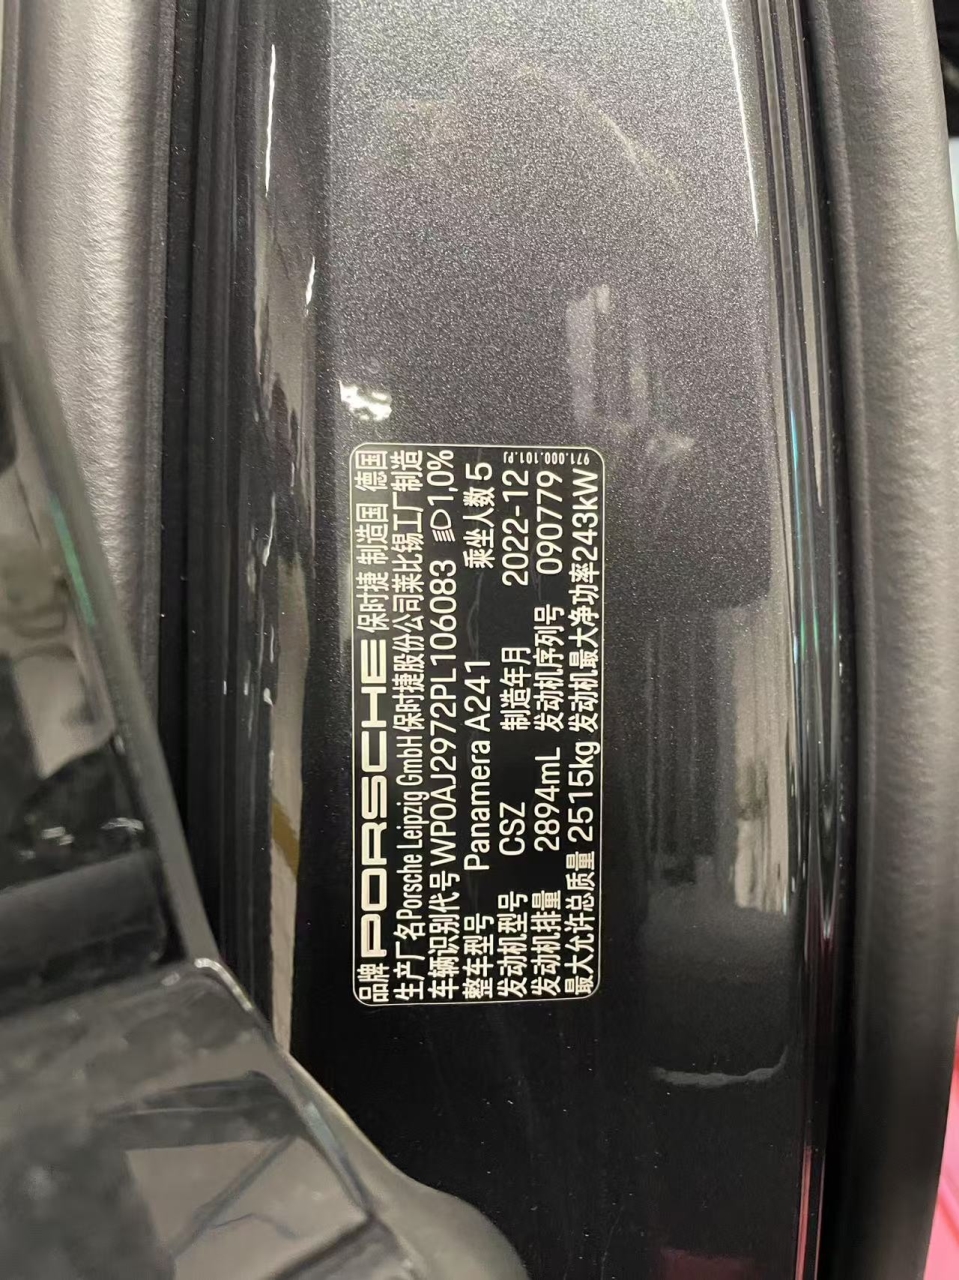 品牌 PORSCHE 保时捷 制造国 德国
生产厂名Porsche Leipzig GmbH 保时捷股份公司莱比锡工厂制造
车辆识别代号 WP0AJ2972PL106083 1,0%
整车型号 Panamera A241 乘坐人数 5
发动机型号 CSZ 制造年月 2022-12
发动机排量 2894mL 发动机序列号 090779
最大允许总质量 2515kg 发动机最大净功率243kW
971.000.101.PJ